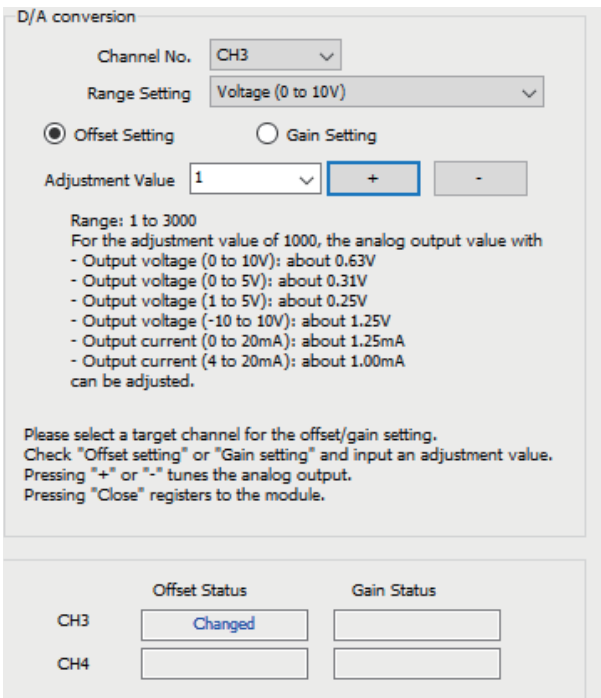 D/A conversion
Channel No. CH3
Range Setting Voltage (0 to 10V)
Offset Setting Gain Setting
Adjustment Value 1 + -
Range: 1 to 3000
For the adjustment value of 1000, the analog output value with
- Output voltage (0 to 10V): about 0.63V
- Output voltage (0 to 5V): about 0.31V
- Output voltage (1 to 5V): about 0.25V
- Output voltage (-10 to 10V): about 1.25V
- Output current (0 to 20mA): about 1.25mA
- Output current (4 to 20mA): about 1.00mA
can be adjusted.
Please select a target channel for the offset/gain setting.
Check "Offset setting" or "Gain setting" and input an adjustment value.
Pressing "+" or "-" tunes the analog output.
Pressing "Close" registers to the module.
Offset Status Gain Status
CH3 Changed
CH4